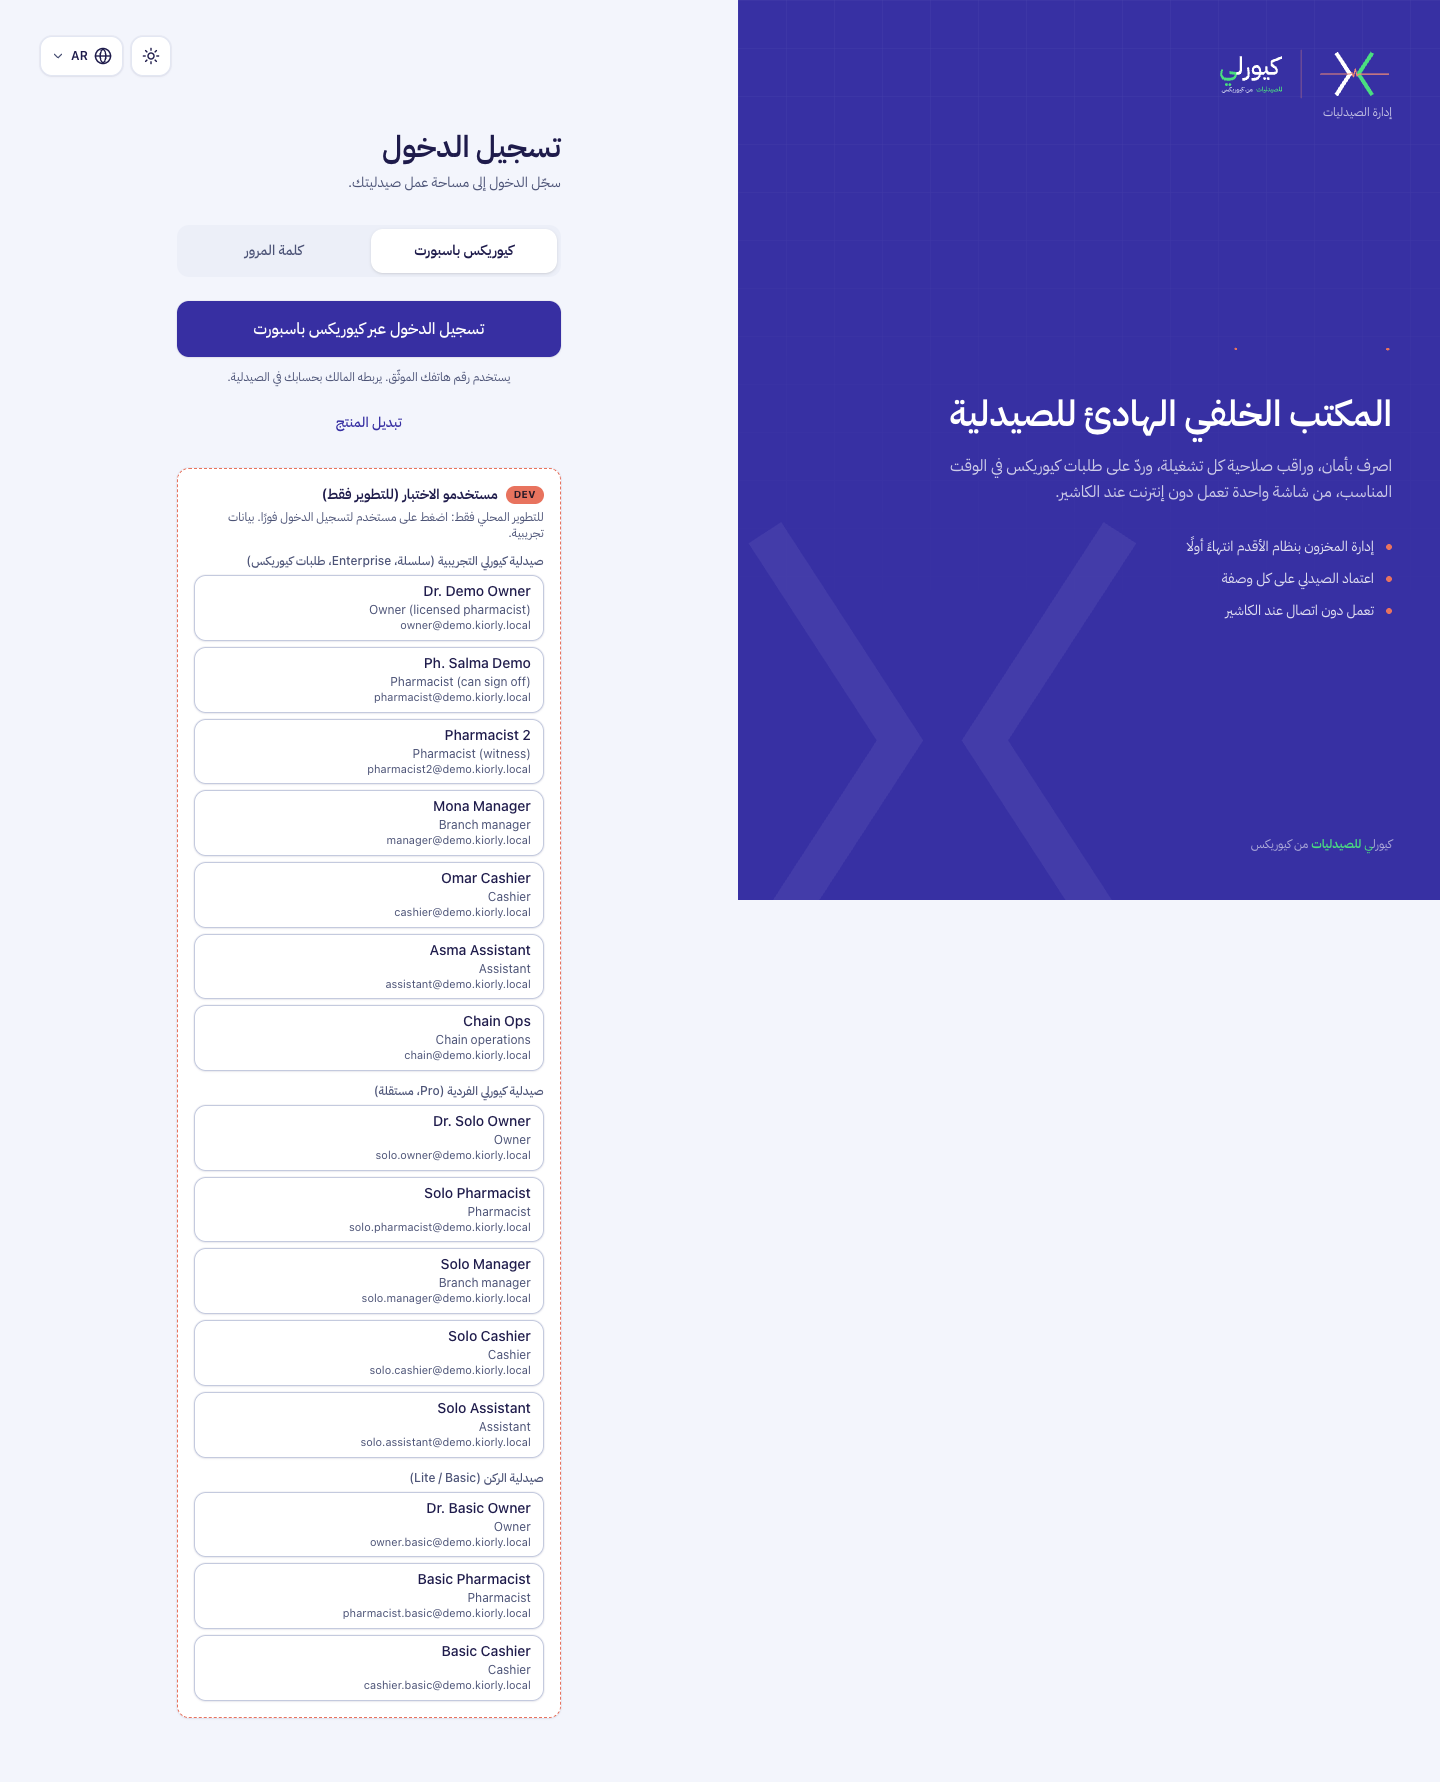 كيورلي
للصيدليات من كيوريكس
إدارة الصيدليات
المكتب الخلفي الهادئ للصيدلية
اصرف بأمان، وراقب صلاحية كل تشغيلة، وردّ على طلبات كيوريكس في الوقت
المناسب، من شاشة واحدة تعمل دون إنترنت عند الكاشير.
إدارة المخزون بنظام الأقدم انتهاءً أولًا
اعتماد الصيدلي على كل وصفة
تعمل دون اتصال عند الكاشير
كيورلي للصيدليات من كيوريكس
AR
تسجيل الدخول
سجّل الدخول إلى مساحة عمل صيدليتك.
كيوريكس باسبورت
كلمة المرور
تسجيل الدخول عبر كيوريكس باسبورت
يستخدم رقم هاتفك الموثّق. يربطه المالك بحسابك في الصيدلية.
تبديل المنتج
DEV مستخدمو الاختبار (للتطوير فقط)
للتطوير المحلي فقط: اضغط على مستخدم لتسجيل الدخول فورًا. بيانات
تجريبية.
صيدلية كيورلي التجريبية (سلسلة، Enterprise، طلبات كيوريكس)
Dr. Demo Owner
Owner (licensed pharmacist)
owner@demo.kiorly.local
Ph. Salma Demo
Pharmacist (can sign off)
pharmacist@demo.kiorly.local
Pharmacist 2
Pharmacist (witness)
pharmacist2@demo.kiorly.local
Mona Manager
Branch manager
manager@demo.kiorly.local
Omar Cashier
Cashier
cashier@demo.kiorly.local
Asma Assistant
Assistant
assistant@demo.kiorly.local
Chain Ops
Chain operations
chain@demo.kiorly.local
صيدلية كيورلي الفردية (Pro، مستقلة)
Dr. Solo Owner
Owner
solo.owner@demo.kiorly.local
Solo Pharmacist
Pharmacist
solo.pharmacist@demo.kiorly.local
Solo Manager
Branch manager
solo.manager@demo.kiorly.local
Solo Cashier
Cashier
solo.cashier@demo.kiorly.local
Solo Assistant
Assistant
solo.assistant@demo.kiorly.local
صيدلية الركن (Lite / Basic)
Dr. Basic Owner
Owner
owner.basic@demo.kiorly.local
Basic Pharmacist
Pharmacist
pharmacist.basic@demo.kiorly.local
Basic Cashier
Cashier
cashier.basic@demo.kiorly.local